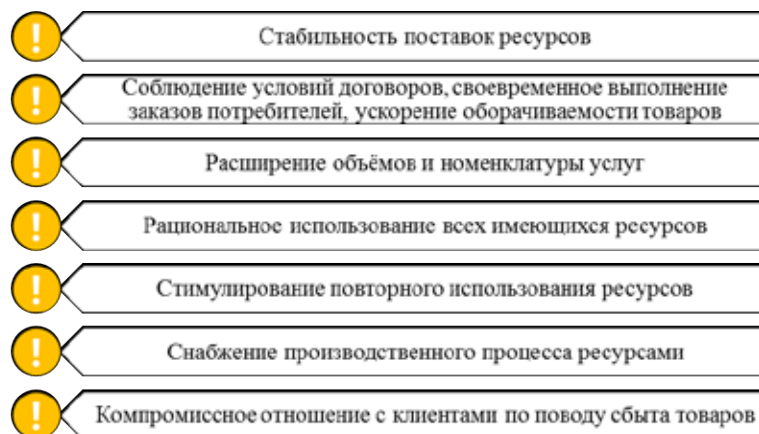 Стабильность поставок ресурсов
Соблюдение условий договоров, своевременное выполнение
заказов потребителей, ускорение оборачиваемости товаров
Расширение объёмов и номенклатуры услуг
Рациональное использование всех имеющихся ресурсов
Стимулирование повторного использования ресурсов
Снабжение производственного процесса ресурсами
Компромиссное отношение с клиентами по поводу сбыта товаров